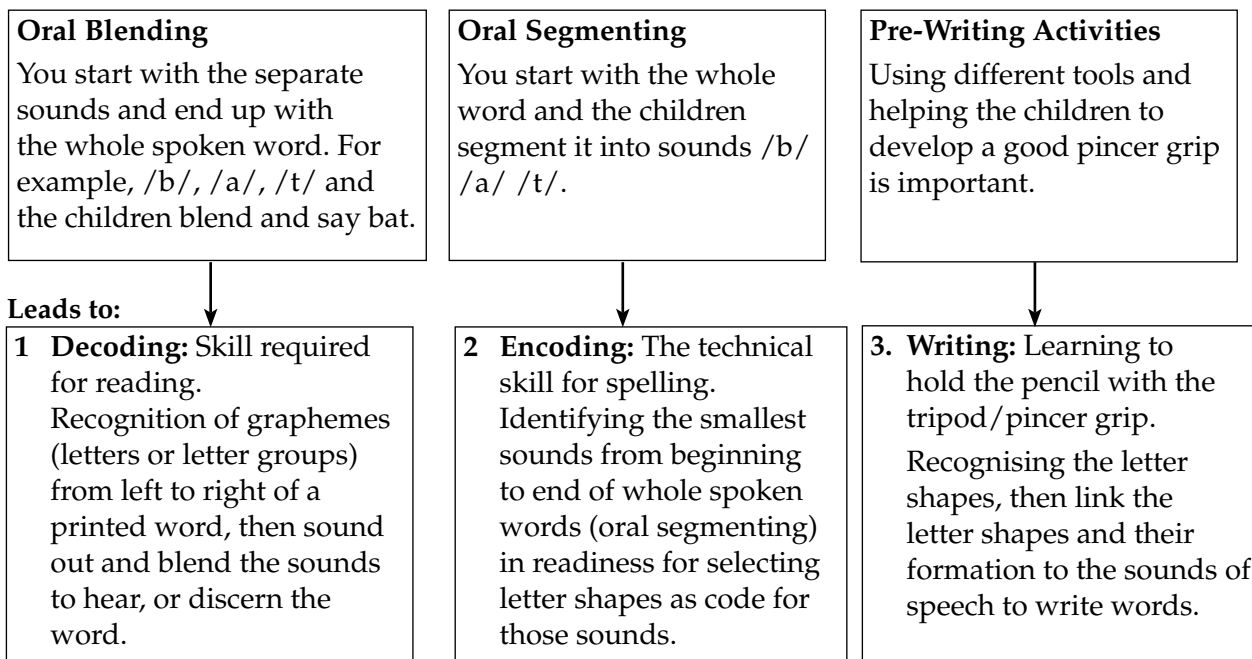 Oral Blending
You start with the separate
sounds and end up with
the whole spoken word. For
example, /b/, /a/, /t/ and
the children blend and say bat.
Oral Segmenting
You start with the whole
word and the children
segment it into sounds /b/
/a/ /t/.
Pre-Writing Activities
Using different tools and
helping the children to
develop a good pincer grip
is important.
Leads to:
1 Decoding: Skill required
for reading.
Recognition of graphemes
(letters or letter groups)
from left to right of a
printed word, then sound
out and blend the sounds
to hear, or discern the
word.
2 Encoding: The technical
skill for spelling.
Identifying the smallest
sounds from beginning
to end of whole spoken
words (oral segmenting)
in readiness for selecting
letter shapes as code for
those sounds.
3. Writing: Learning to
hold the pencil with the
tripod/pincer grip.
Recognising the letter
shapes, then link the
letter shapes and their
formation to the sounds of
speech to write words.